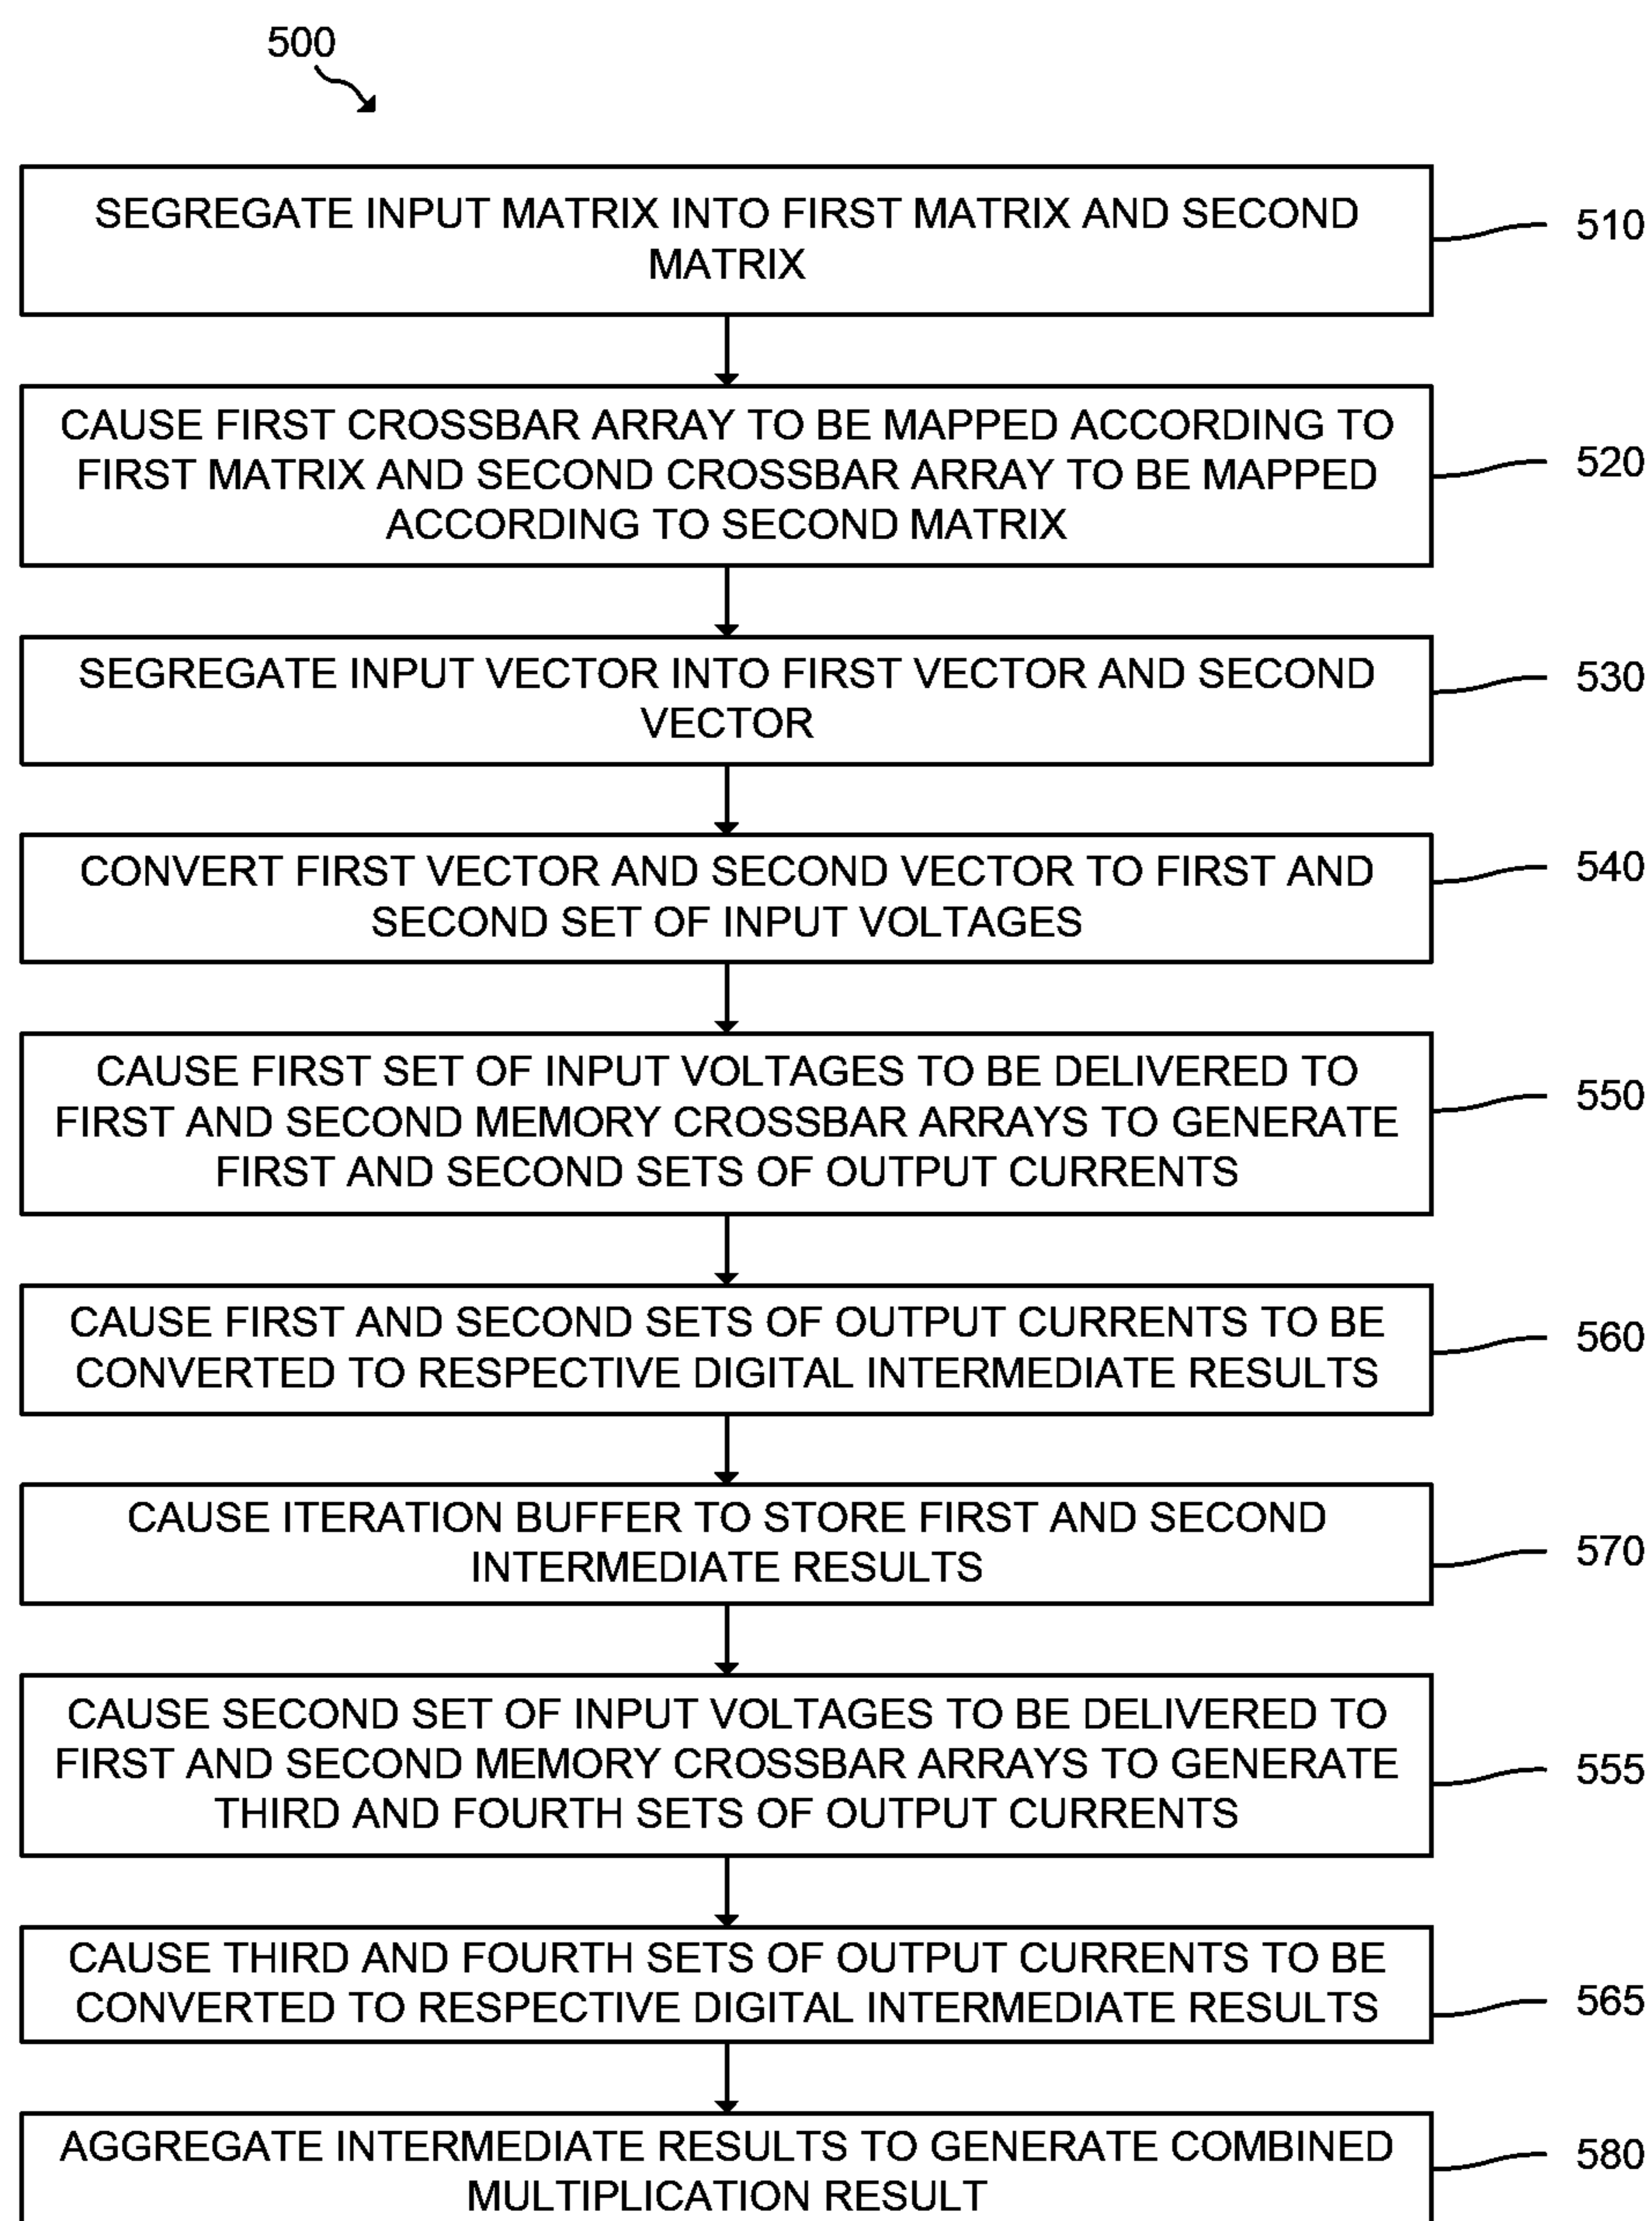 500
SEGREGATE INPUT MATRIX INTO FIRST MATRIX AND SECOND
MATRIX
510
CAUSE FIRST CROSSBAR ARRAY TO BE MAPPED ACCORDING TO
FIRST MATRIX AND SECOND CROSSBAR ARRAY TO BE MAPPED
ACCORDING TO SECOND MATRIX
520
SEGREGATE INPUT VECTOR INTO FIRST VECTOR AND SECOND
VECTOR
530
CONVERT FIRST VECTOR AND SECOND VECTOR TO FIRST AND
SECOND SET OF INPUT VOLTAGES
540
CAUSE FIRST SET OF INPUT VOLTAGES TO BE DELIVERED TO
FIRST AND SECOND MEMORY CROSSBAR ARRAYS TO GENERATE
FIRST AND SECOND SETS OF OUTPUT CURRENTS
550
CAUSE FIRST AND SECOND SETS OF OUTPUT CURRENTS TO BE
CONVERTED TO RESPECTIVE DIGITAL INTERMEDIATE RESULTS
560
CAUSE ITERATION BUFFER TO STORE FIRST AND SECOND
INTERMEDIATE RESULTS
570
CAUSE SECOND SET OF INPUT VOLTAGES TO BE DELIVERED TO
FIRST AND SECOND MEMORY CROSSBAR ARRAYS TO GENERATE
THIRD AND FOURTH SETS OF OUTPUT CURRENTS
555
CAUSE THIRD AND FOURTH SETS OF OUTPUT CURRENTS TO BE
CONVERTED TO RESPECTIVE DIGITAL INTERMEDIATE RESULTS
565
AGGREGATE INTERMEDIATE RESULTS TO GENERATE COMBINED
MULTIPLICATION RESULT
580